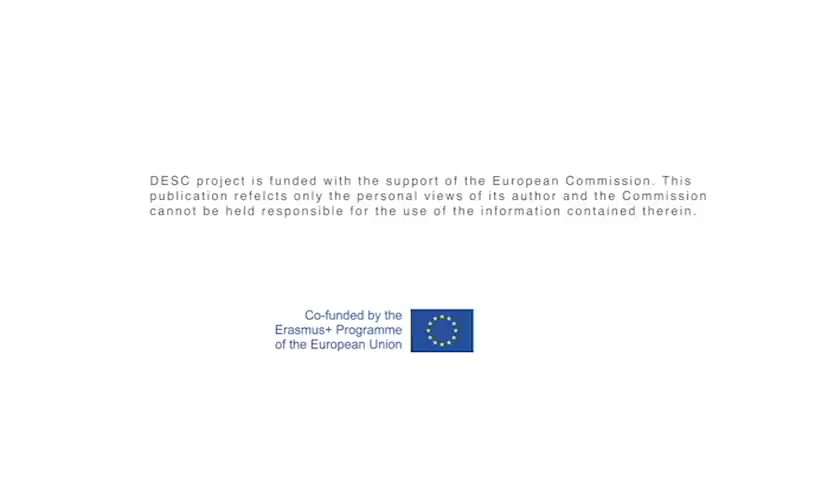 DESC project is funded with the support of the European Commission. This
publication refelcts only the personal views of its author and the Commission
cannot be held responsible for the use of the information contained therein.
Co-funded by the
Erasmus+ Programme
of the European Union